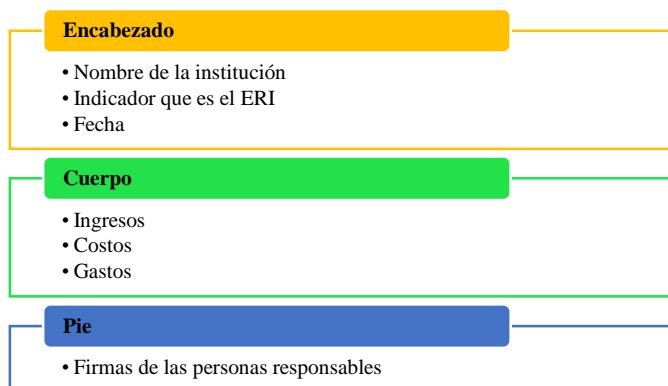 Encabezado
• Nombre de la institución
• Indicador que es el ERI
• Fecha
Cuerpo
• Ingresos
• Costos
• Gastos
Pie
• Firmas de las personas responsables